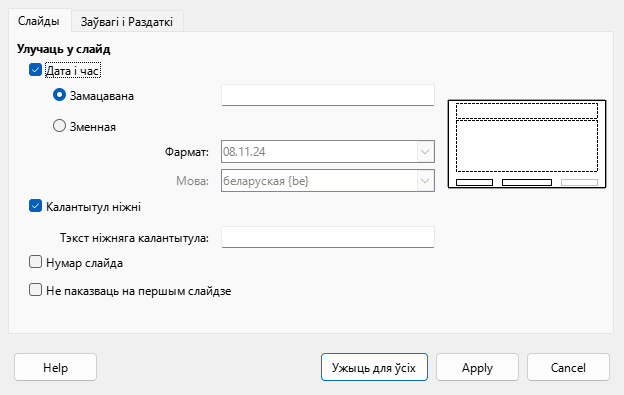 Слайды Заўвагі і Раздаткі
Улучаць у слайд
Дата і час
Замацавана
Зменная
Фармат: 08.11.24
Мова: беларуская {be}
Калантытул ніжні
Тэкст ніжняга калантытула:
Нумар слайда
Не паказваць на першым слайдзе
Help Ужыць для ўсіх Apply Cancel